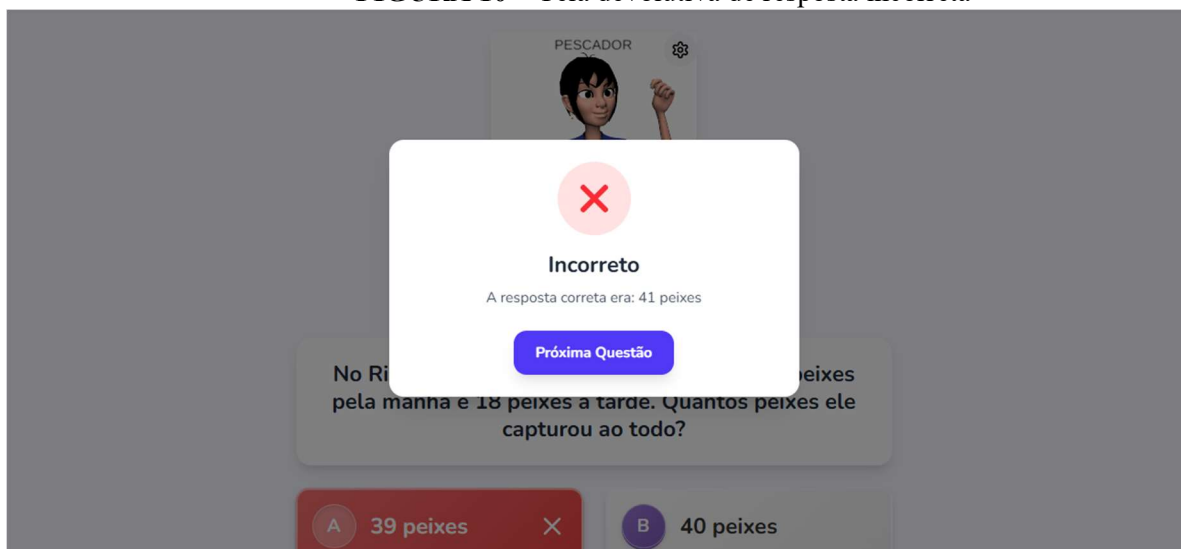 PESCADOR
Incorreto
A resposta correta era: 41 peixes
Próxima Questão
No peixes
pela manhã e 18 peixes à tarde. Quantos peixes ele
capturou ao todo?
A 39 peixes
B 40 peixes